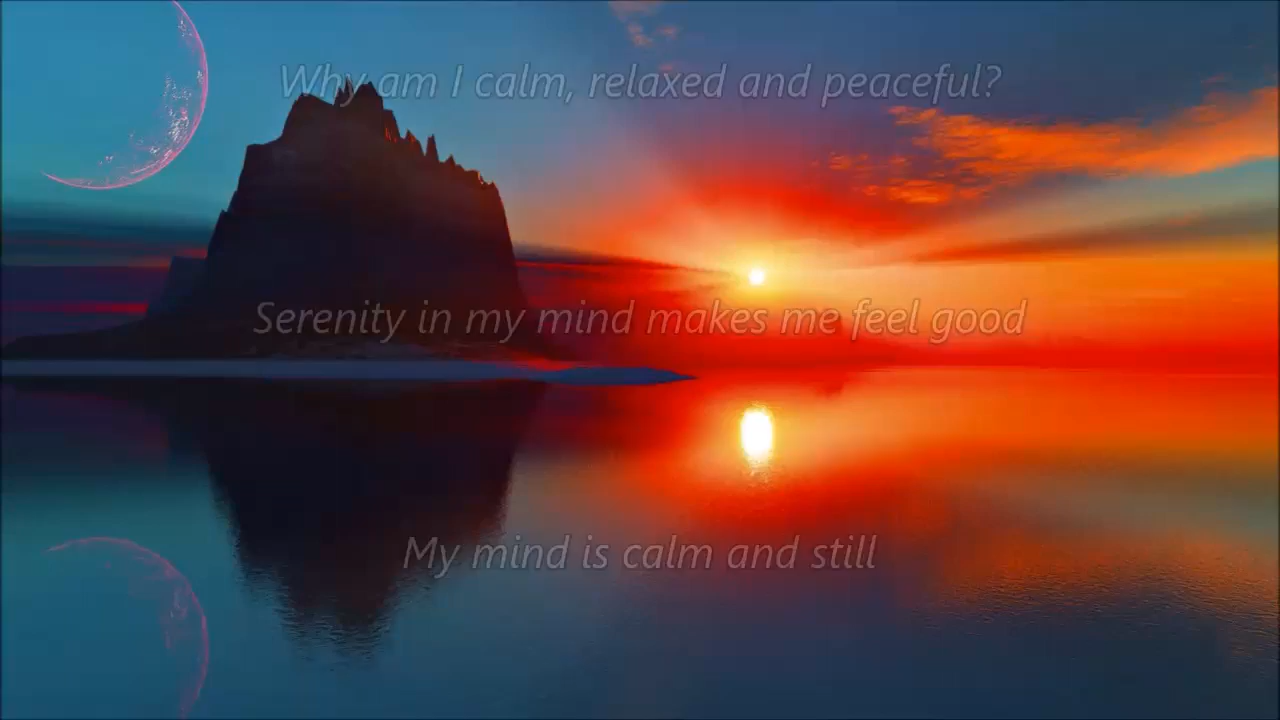 Why am I calm, relaxed and peaceful?
Serenity in my mind makes me feel good
My mind is calm and still